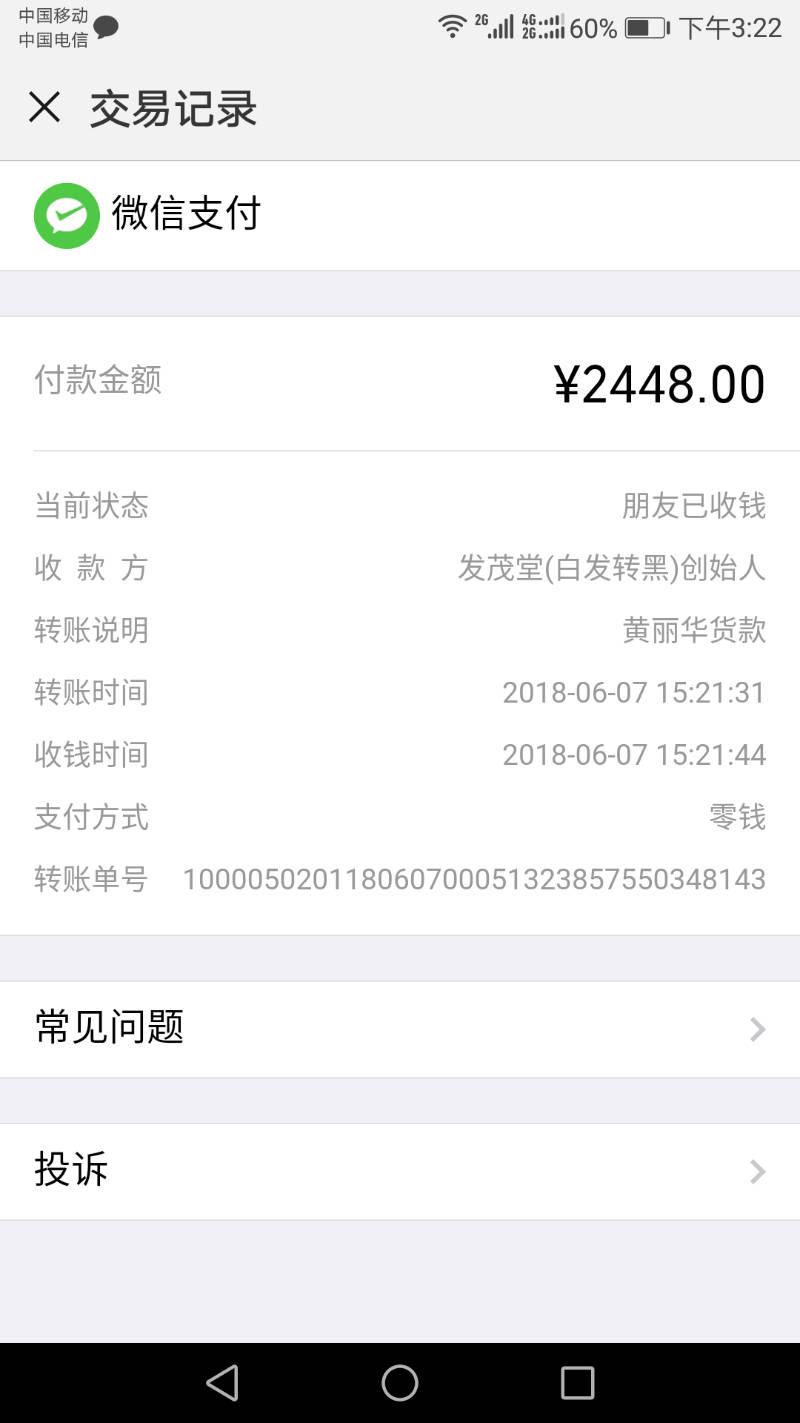 中国移动
中国电信
2G 4G 2G 60% 下午3:22
交易记录
微信支付
付款金额 ¥2448.00
当前状态 朋友已收钱
收款方 发茂堂(白发转黑)创始人
转账说明 黄丽华货款
转账时间 2018-06-07 15:21:31
收钱时间 2018-06-07 15:21:44
支付方式 零钱
转账单号 100005020118060700051323857550348143
常见问题
投诉